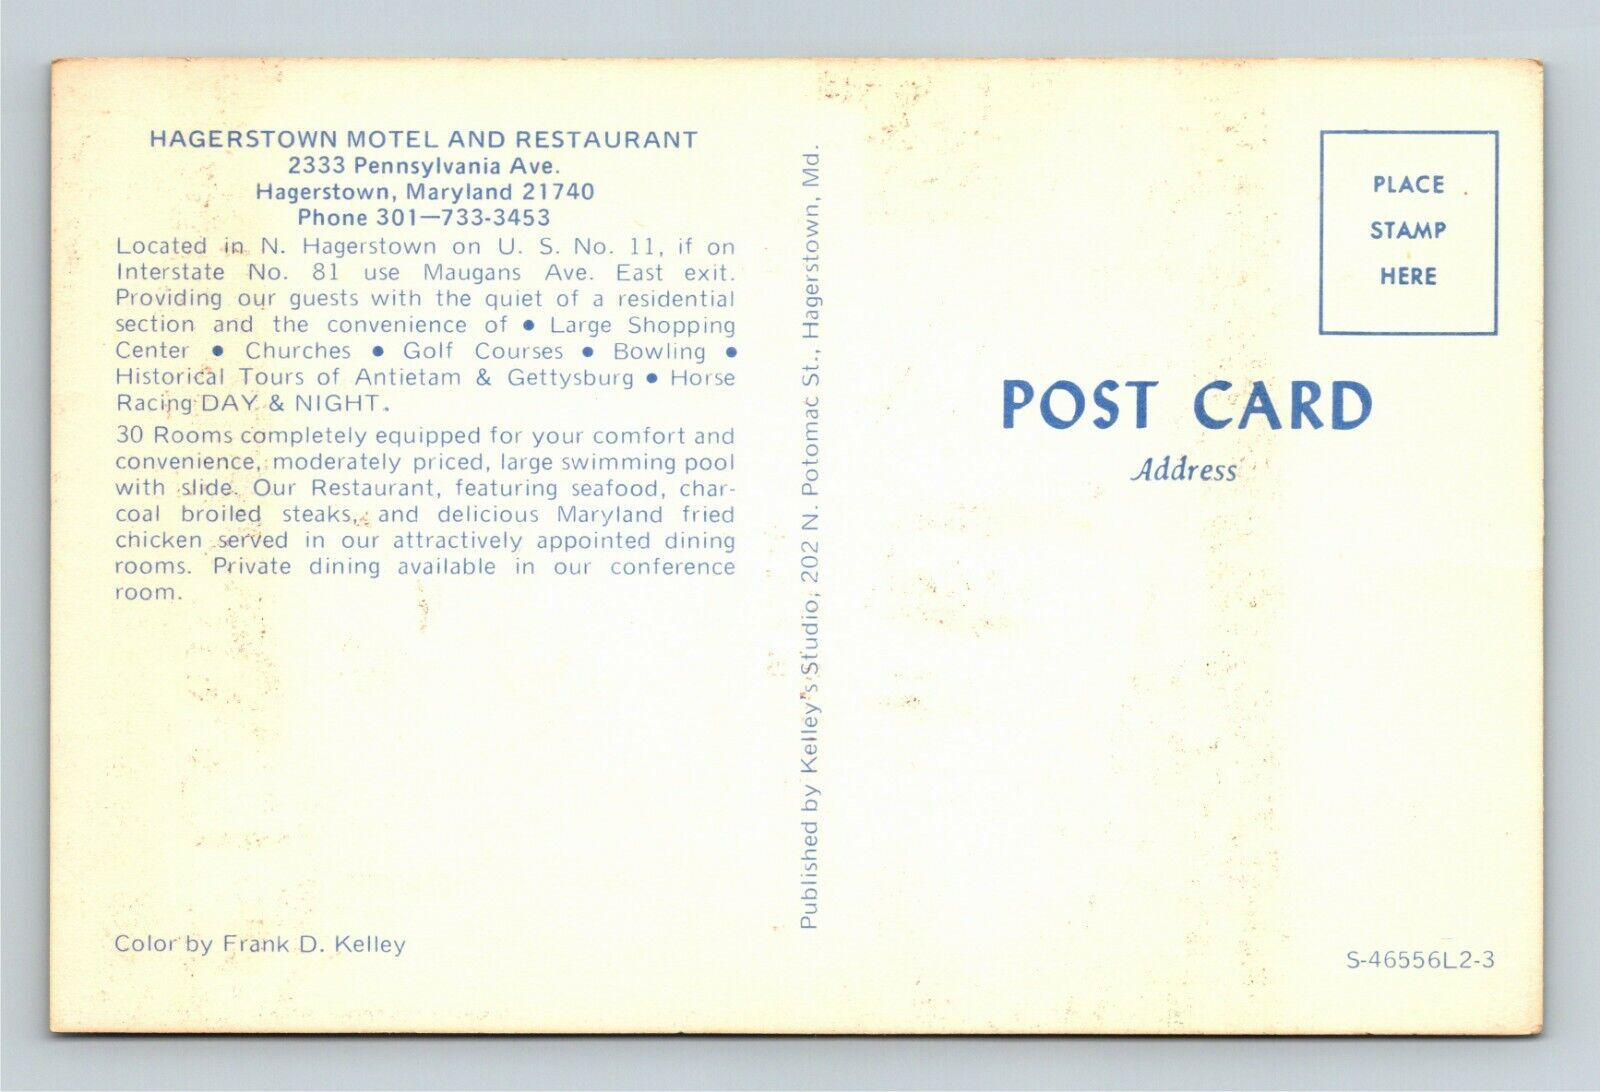 HAGERSTOWN MOTEL AND RESTAURANT
2333 Pennsylvania Ave.
Hagerstown, Maryland 21740
Phone 301—733-3453
Located in N. Hagerstown on U. S. No. 11, if on
Interstate No. 81 use Maugans Ave. East exit.
Providing our guests with the quiet of a residential
section and the convenience of • Large Shopping
Center • Churches • Golf Courses • Bowling •
Historical Tours of Antietam & Gettysburg • Horse
Racing DAY & NIGHT.
30 Rooms completely equipped for your comfort and
convenience, moderately priced, large swimming pool
with slide. Our Restaurant, featuring seafood, char-
coal broiled steaks, and delicious Maryland fried
chicken served in our attractively appointed dining
rooms. Private dining available in our conference
room.
Color by Frank D. Kelley
Published by Kelley's Studio, 202 N. Potomac St., Hagerstown, Md.
PLACE
STAMP
HERE
POST CARD
Address
S-46556L2-3